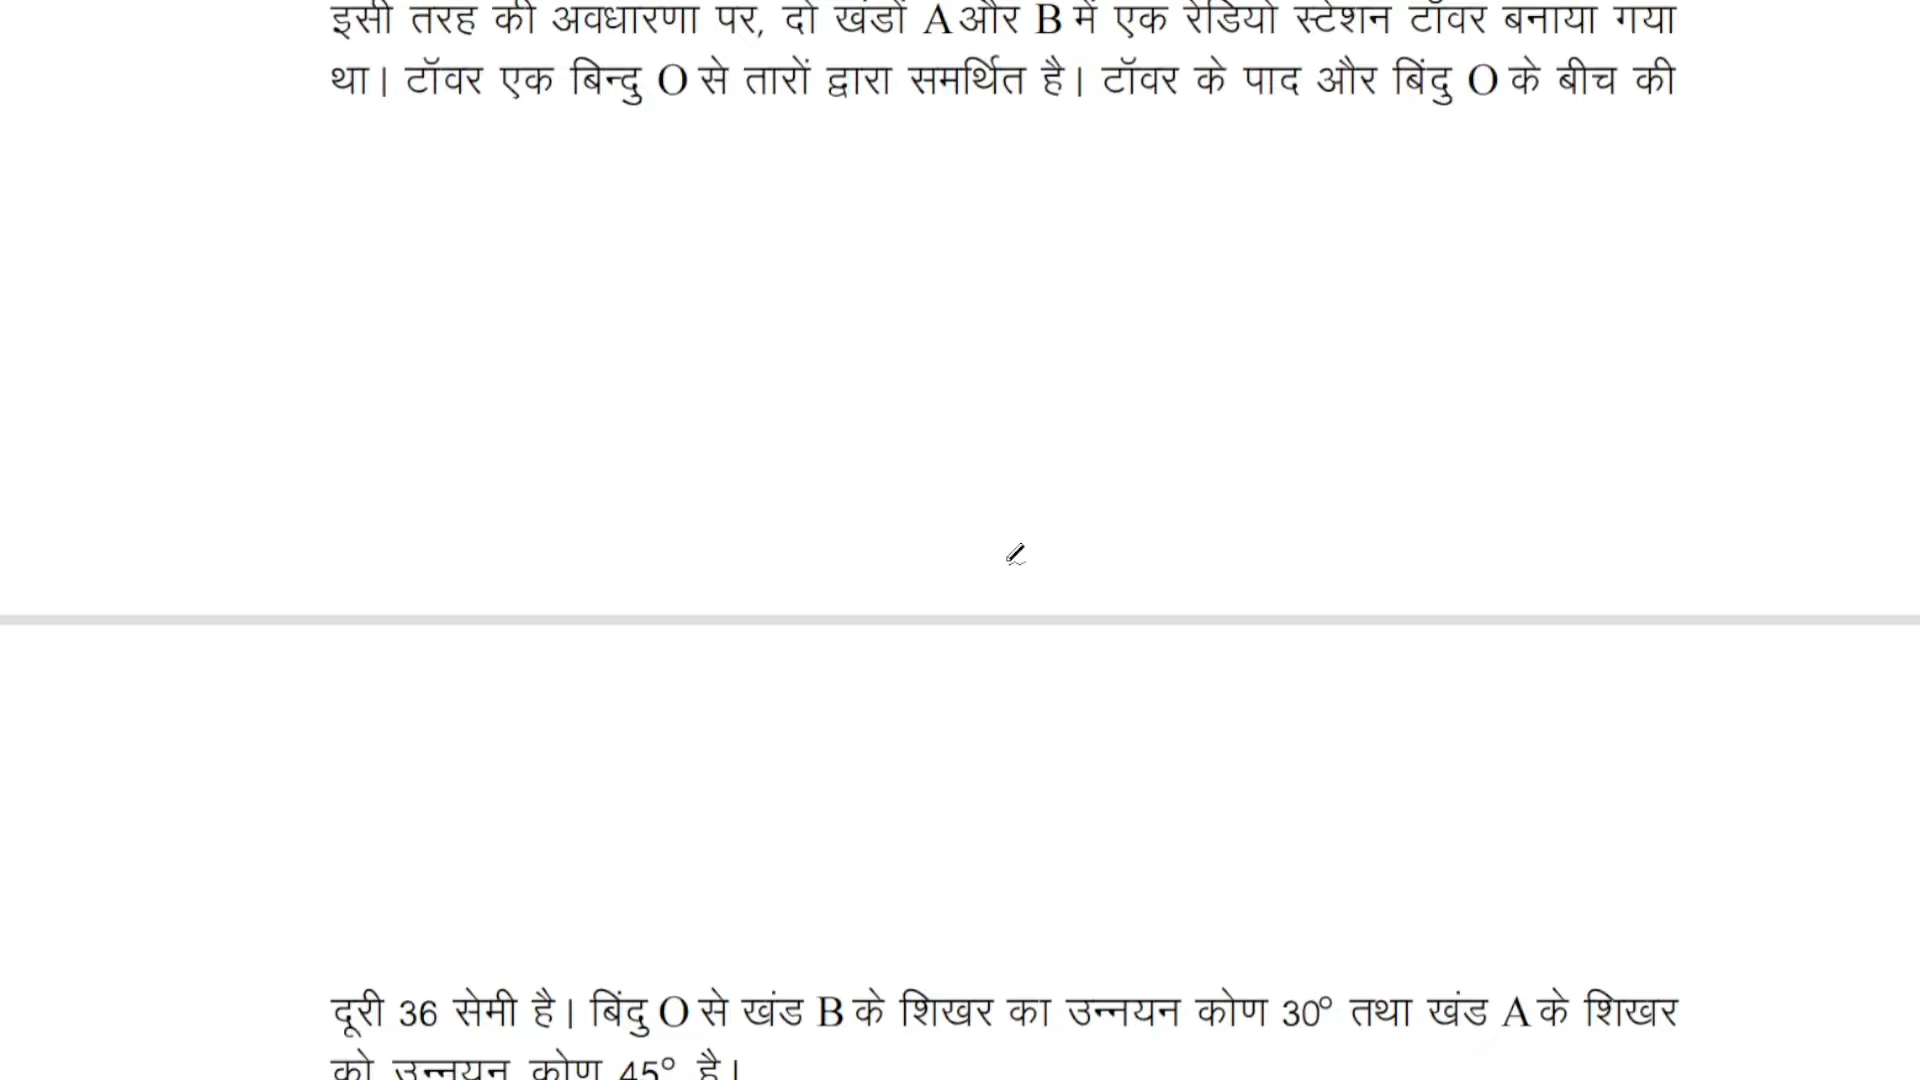 इसी तरह की अवधारणा पर, दो खंडों A और B में एक रेडियो स्टेशन टॉवर बनाया गया
था। टॉवर एक बिन्दु O से तारों द्वारा समर्थित है। टॉवर के पाद और बिंदु O के बीच की
दूरी 36 सेमी है। बिंदु O से खंड B के शिखर का उन्नयन कोण 30° तथा खंड A के शिखर
को उन्नयन कोण 45° है।